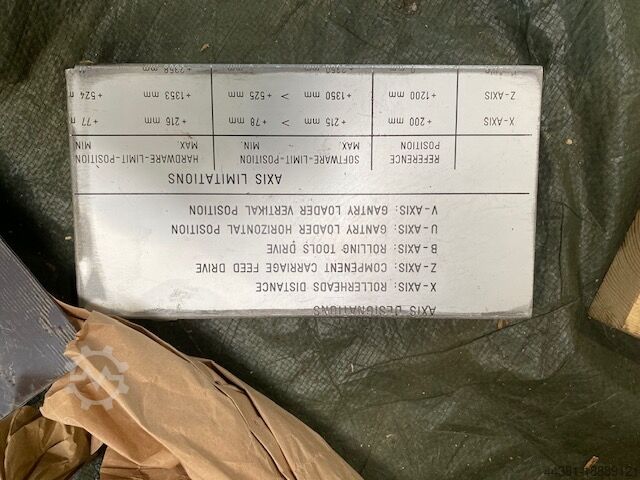 AXIS DESIGNATIONS
X-AXIS: ROLLERHEADS DISTANCE
Z-AXIS: COMPENENT CARRIAGE FEED DRIVE
B-AXIS: ROLLING TOOLS DRIVE
U-AXIS: GANTRY LOADER HORIZONTAL POSITION
V-AXIS: GANTRY LOADER VERTIKAL POSITION
AXIS LIMITATIONS
REFERENCE SOFTWARE-LIMIT-POSITION HARDWARE-LIMIT-POSITION
POSITION MAX. MIN MAX. MIN
X-AXIS +200 mm +215 mm < +78 mm +216 mm +77 m
Z-AXIS +1200 mm +1350 mm < +525 mm +1353 mm +524 m